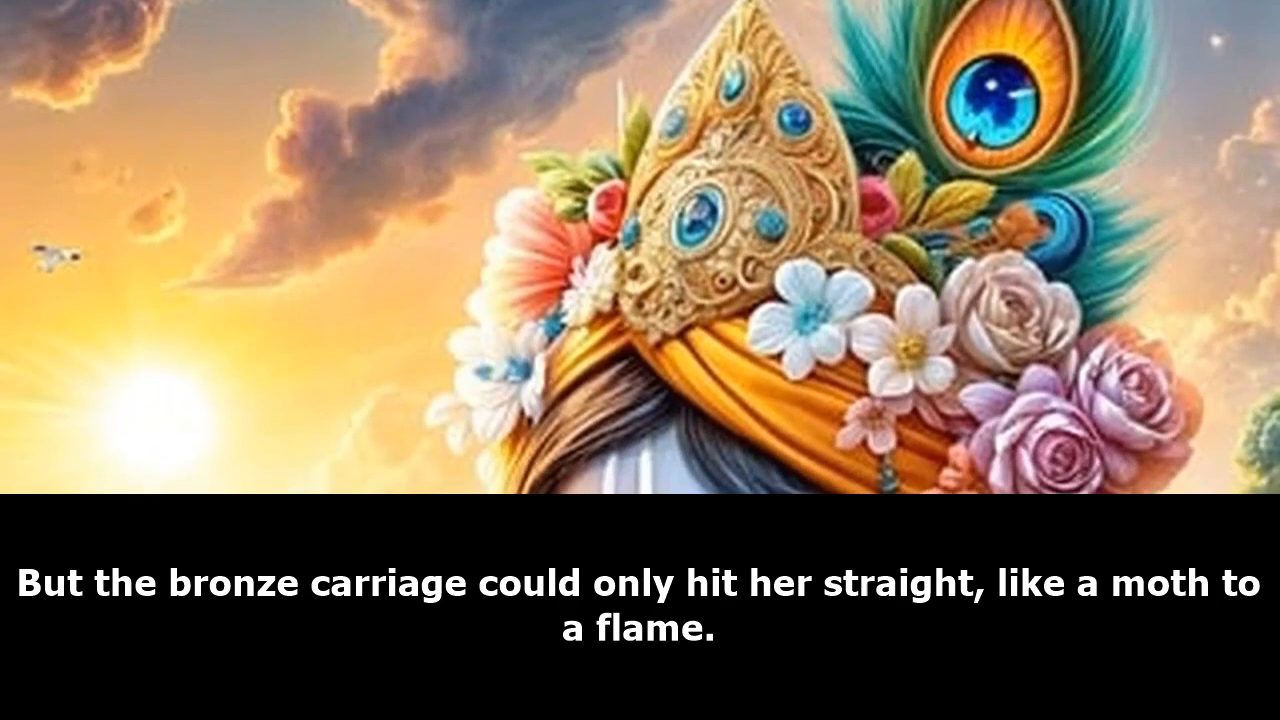 But the bronze carriage could only hit her straight, like a moth to
a flame.